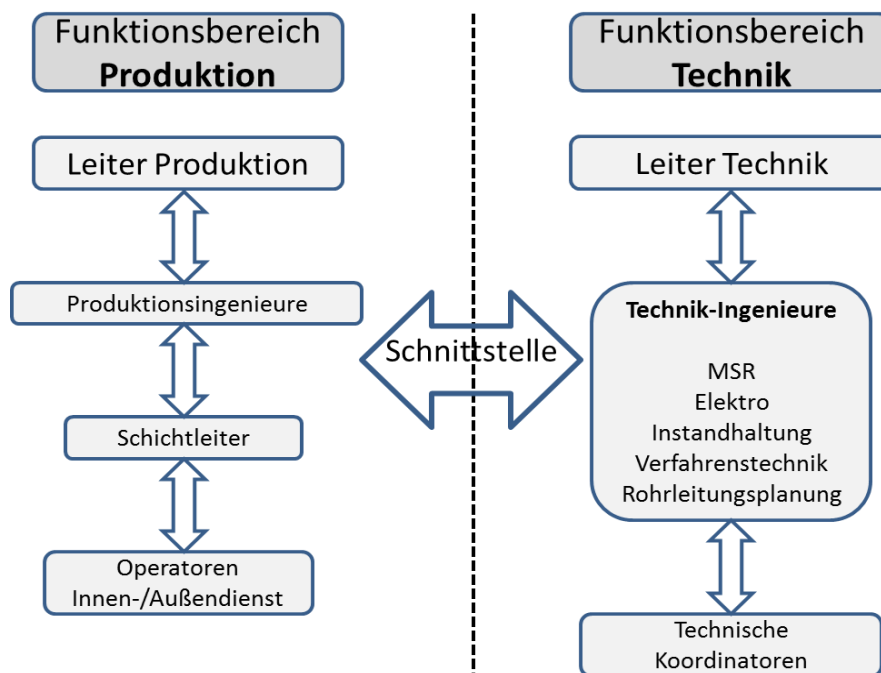 Funktionsbereich
Produktion
Leiter Produktion
Produktionsingenieure
Schichtleiter
Operatoren
Innen-/Außendienst
Schnittstelle
Funktionsbereich
Technik
Leiter Technik
Technik-Ingenieure
MSR
Elektro
Instandhaltung
Verfahrenstechnik
Rohrleitungsplanung
Technische
Koordinatoren